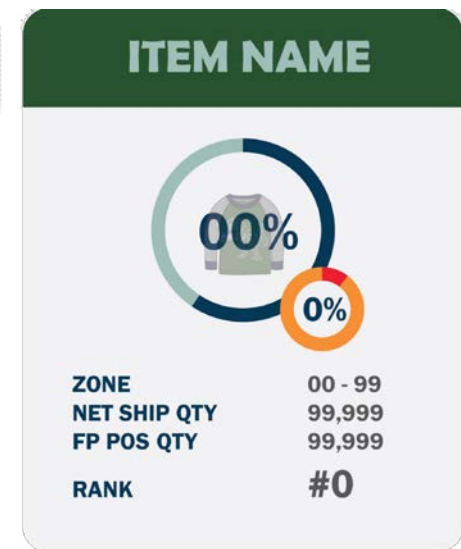 ITEM NAME
00%
0%
ZONE 00 - 99
NET SHIP QTY 99,999
FP POS QTY 99,999
RANK #0